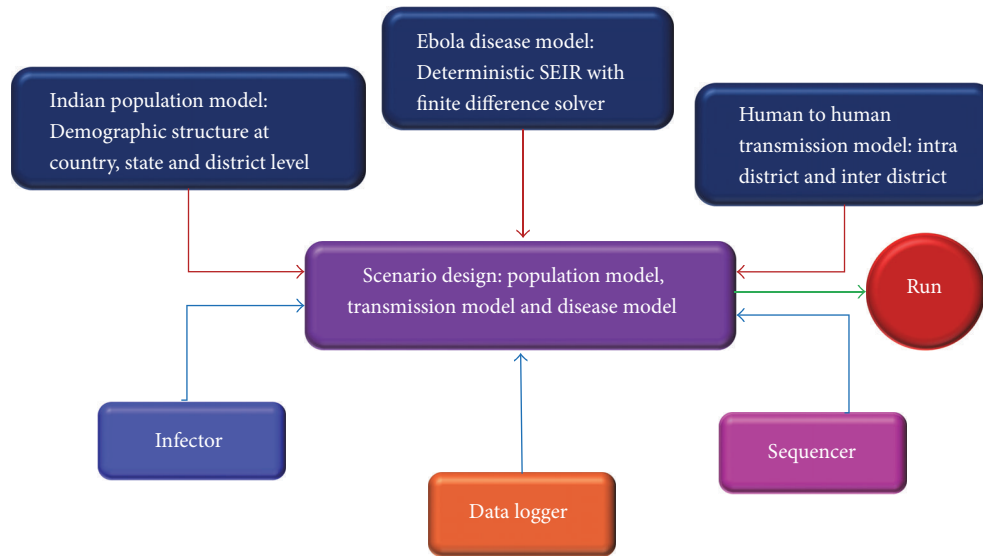 Ebola disease model:
Deterministic SEIR with
finite difference solver
Indian population model:
Demographic structure at
country, state and district level
Human to human
transmission model: intra
district and inter district
Scenario design: population model,
transmission model and disease model
Run
Infector
Sequencer
Data logger